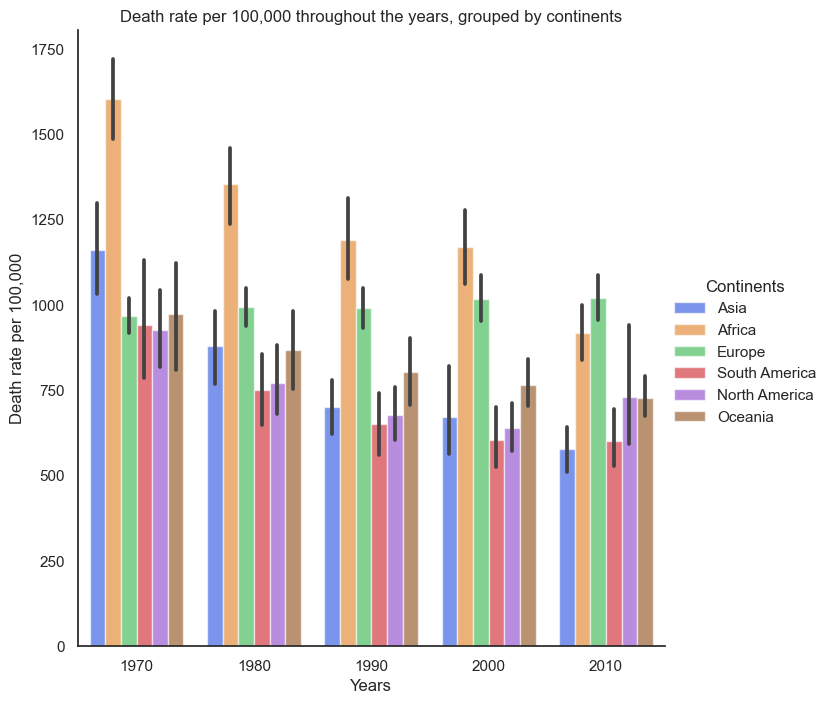 Death rate per 100,000 throughout the years, grouped by continents
1750
1500
1250
1000
750
500
250
0
Death rate per 100,000
1970 1980 1990 2000 2010
Years
Continents
Asia
Africa
Europe
South America
North America
Oceania